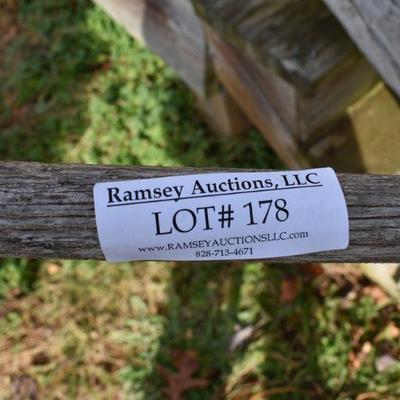 Ramsey Auctions, LLC
LOT# 178
WWW.RAMSEYAUCTIONSLLC.com
828-713-4671